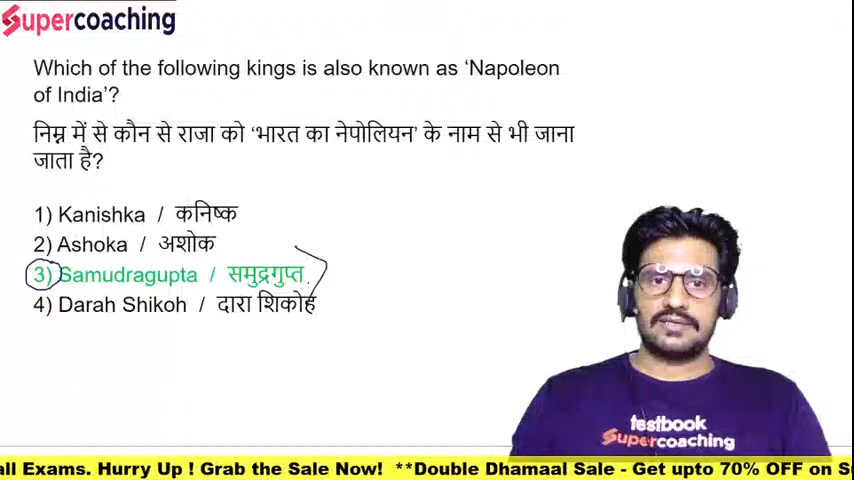 Supercoaching
Which of the following kings is also known as ‘Napoleon
of India’?
निम्न में से कौन से राजा को ‘भारत का नेपोलियन’ के नाम से भी जाना
जाता है?
1) Kanishka / कनिष्क
2) Ashoka / अशोक
3) Samudragupta / समुद्रगुप्त
4) Darah Shikoh / दारा शिकोह
testbook
Supercoaching
all Exams. Hurry Up ! Grab the Sale Now! **Double Dhamaal Sale - Get upto 70% OFF on